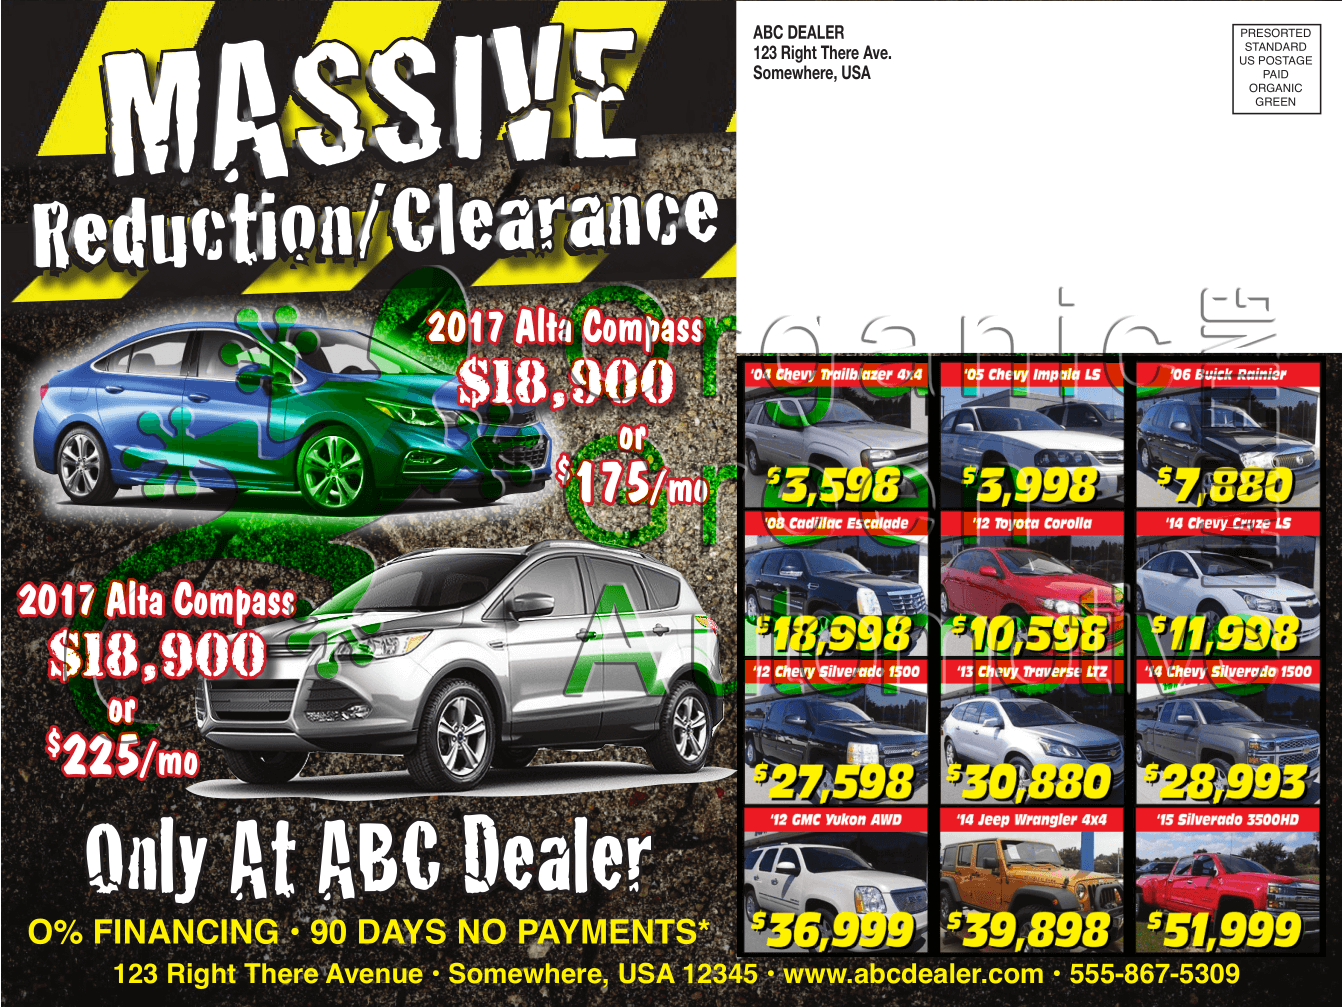 MASSIVE
Reduction/Clearance
2017 Alta Compass
$18,900
or
$175/mo
2017 Alta Compass
$18,900
or
$225/mo
Only At ABC Dealer
0% FINANCING • 90 DAYS NO PAYMENTS*
123 Right There Avenue • Somewhere, USA 12345 • www.abcdealer.com • 555-867-5309
ABC DEALER
123 Right There Ave.
Somewhere, USA
PRESORTED
STANDARD
US POSTAGE
PAID
ORGANIC
GREEN
'04 Chevy Trailblazer 4x4
$3,598
'05 Chevy Impala LS
$3,998
'06 Buick Rainier
$7,880
'08 Cadillac Escalade
$18,998
'12 Toyota Corolla
$10,598
'14 Chevy Cruze LS
$11,998
'12 Chevy Silverado 1500
$27,598
'13 Chevy Traverse LTZ
$30,880
'14 Chevy Silverado 1500
$28,993
'12 GMC Yukon AWD
$36,999
'14 Jeep Wrangler 4x4
$39,898
'15 Silverado 3500HD
$51,999
Organic
Green
Automotive